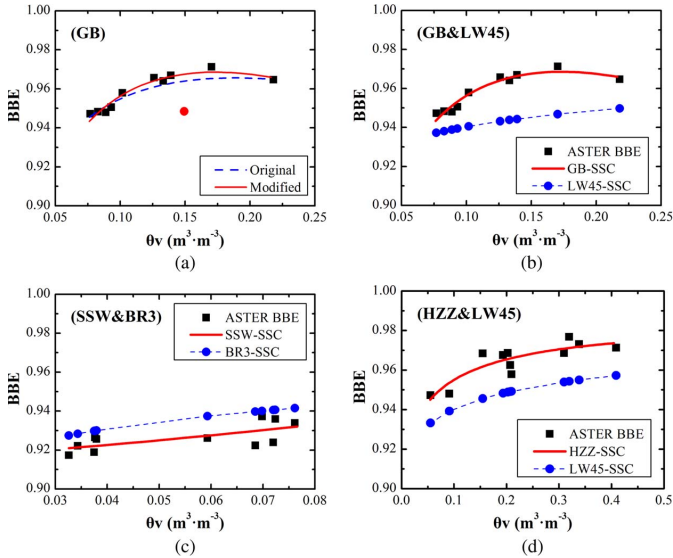 (GB)
BBE
1.00
0.98
0.96
0.94
0.92
0.90
Original
Modified
0.05 0.10 0.15 0.20 0.25
θv (m³·m⁻³)
(a)
(GB&LW45)
BBE
1.00
0.98
0.96
0.94
0.92
0.90
ASTER BBE
GB-SSC
LW45-SSC
0.05 0.10 0.15 0.20 0.25
θv (m³·m⁻³)
(b)
(SSW&BR3)
BBE
1.00
0.98
0.96
0.94
0.92
0.90
ASTER BBE
SSW-SSC
BR3-SSC
0.03 0.04 0.05 0.06 0.07 0.08
θv (m³·m⁻³)
(c)
(HZZ&LW45)
BBE
1.00
0.98
0.96
0.94
0.92
0.90
ASTER BBE
HZZ-SSC
LW45-SSC
0.0 0.1 0.2 0.3 0.4 0.5
θv (m³·m⁻³)
(d)